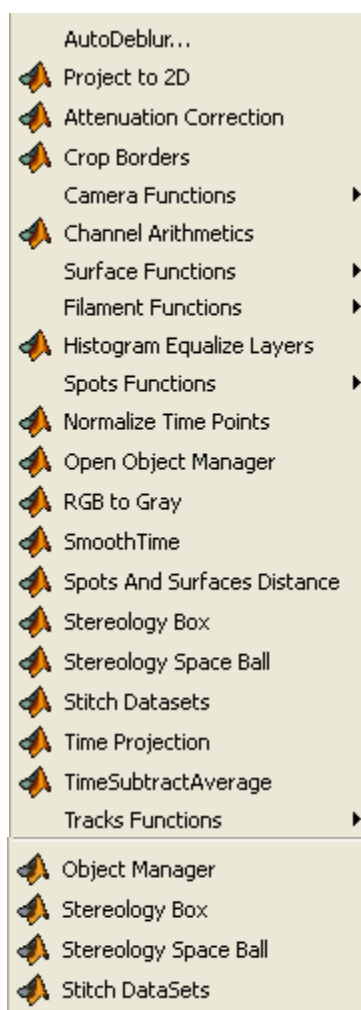 AutoDeblur...
Project to 2D
Attenuation Correction
Crop Borders
Camera Functions
Channel Arithmetics
Surface Functions
Filament Functions
Histogram Equalize Layers
Spots Functions
Normalize Time Points
Open Object Manager
RGB to Gray
SmoothTime
Spots And Surfaces Distance
Stereology Box
Stereology Space Ball
Stitch Datasets
Time Projection
TimeSubtractAverage
Tracks Functions
Object Manager
Stereology Box
Stereology Space Ball
Stitch DataSets